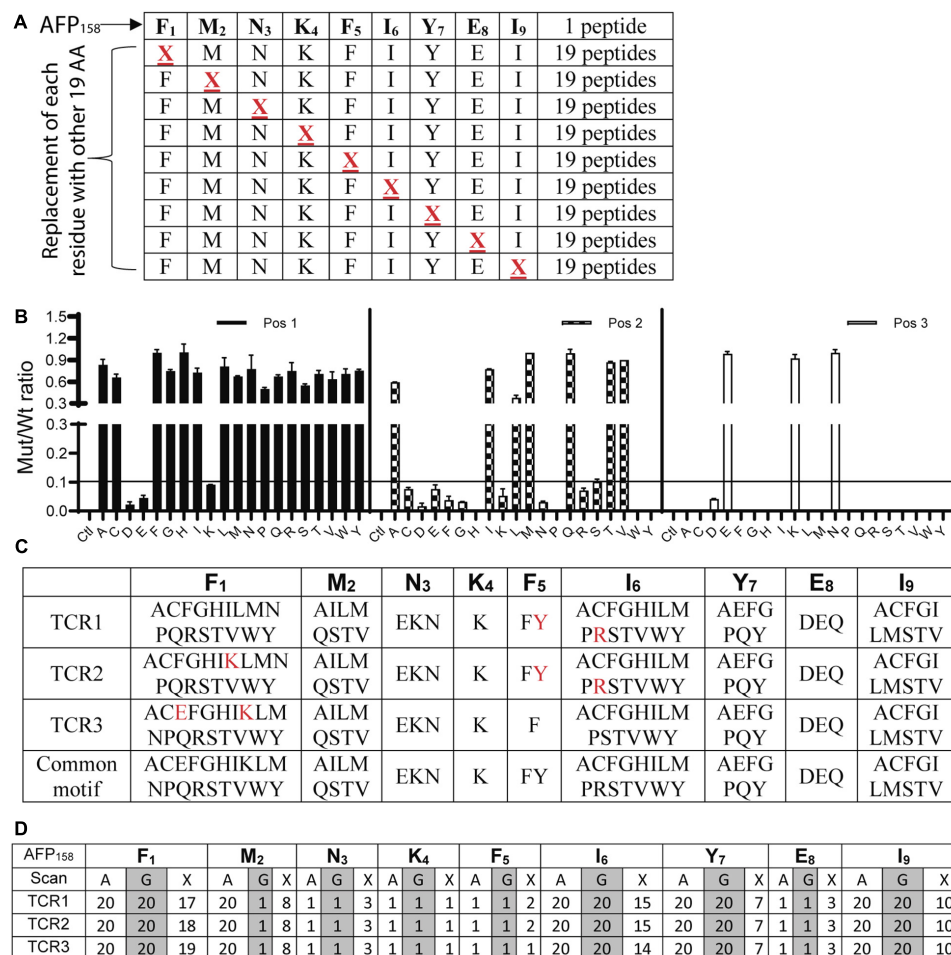 A AFP158 F1 M2 N3 K4 F5 I6 Y7 E8 I9 1 peptide
Replacement of each residue with other 19 AA
X M N K F I Y E I 19 peptides
F X N K F I Y E I 19 peptides
F M X K F I Y E I 19 peptides
F M N X F I Y E I 19 peptides
F M N K X I Y E I 19 peptides
F M N K F X Y E I 19 peptides
F M N K F I X E I 19 peptides
F M N K F I Y X I 19 peptides
F M N K F I Y E X 19 peptides
B
Mut/Wt ratio
1.5
1.2
0.9
0.6
0.3
0.3
0.2
0.1
0.0
Pos 1 Pos 2 Pos 3
Ctl A C D E F G H I K L M N P Q R S T V W Y Ctl A C D E F G H I K L M N P Q R S T V W Y Ctl A C D E F G H I K L M N P Q R S T V W Y
C
F1 M2 N3 K4 F5 I6 Y7 E8 I9
TCR1 ACFGHILMN PQRSTVWY AILM QSTV EKN K FY ACFGHILM PRSTVWY AEFG PQY DEQ ACFGI LMSTV
TCR2 ACFGHIKLMN PQRSTVWY AILM QSTV EKN K FY ACFGHILM PRSTVWY AEFG PQY DEQ ACFGI LMSTV
TCR3 ACEFGHIKLM NPQRSTVWY AILM QSTV EKN K F ACFGHILM PSTVWY AEFG PQY DEQ ACFGI LMSTV
Common motif ACEFGHIKLM NPQRSTVWY AILM QSTV EKN K FY ACFGHILM PRSTVWY AEFG PQY DEQ ACFGI LMSTV
D
AFP158 F1 M2 N3 K4 F5 I6 Y7 E8 I9
Scan A G X A G X A G X A G X A G X A G X A G X A G X A G X
TCR1 20 20 17 20 1 8 1 1 3 1 1 1 1 1 2 20 20 15 20 20 7 1 1 3 20 20 10
TCR2 20 20 18 20 1 8 1 1 3 1 1 1 1 1 2 20 20 15 20 20 7 1 1 3 20 20 10
TCR3 20 20 19 20 1 8 1 1 3 1 1 1 1 1 1 20 20 14 20 20 7 1 1 3 20 20 10